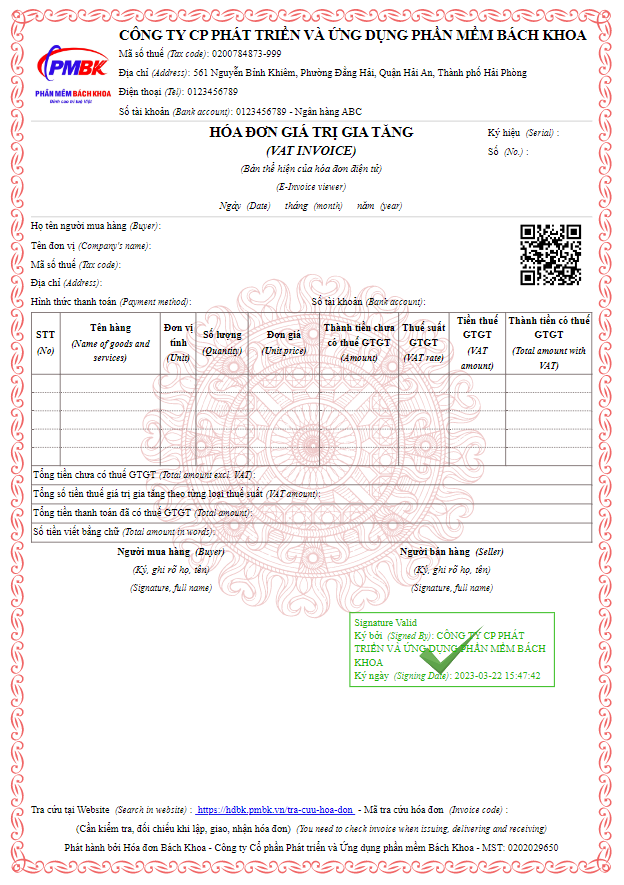 CÔNG TY CP PHÁT TRIỂN VÀ ỨNG DỤNG PHẦN MỀM BÁCH KHOA
PMBK
PHẦN MỀM BÁCH KHOA
Đỉnh cao trí tuệ Việt
Mã số thuế (Tax code): 0200784873-999
Địa chỉ (Address): 561 Nguyễn Bỉnh Khiêm, Phường Đằng Hải, Quận Hải An, Thành phố Hải Phòng
Điện thoại (Tel): 0123456789
Số tài khoản (Bank account): 0123456789 - Ngân hàng ABC
HÓA ĐƠN GIÁ TRỊ GIA TĂNG
(VAT INVOICE)
(Bản thể hiện của hóa đơn điện tử)
(E-Invoice viewer)
Ngày (Date) tháng (month) năm (year)
Ký hiệu (Serial) :
Số (No.) :
Họ tên người mua hàng (Buyer):
Tên đơn vị (Company's name):
Mã số thuế (Tax code):
Địa chỉ (Address):
Hình thức thanh toán (Payment method): Số tài khoản (Bank account):
STT
(No)
Tên hàng
(Name of goods and
services)
Đơn vị
tính
(Unit)
Số lượng
(Quantity)
Đơn giá
(Unit price)
Thành tiền chưa
có thuế GTGT
(Amount)
Thuế suất
GTGT
(VAT rate)
Tiền thuế
GTGT
(VAT
amount)
Thành tiền có thuế
GTGT
(Total amount with
VAT)
Tổng tiền chưa có thuế GTGT (Total amount excl. VAT):
Tổng số tiền thuế giá trị gia tăng theo từng loại thuế suất (VAT amount):
Tổng tiền thanh toán đã có thuế GTGT (Total amount):
Số tiền viết bằng chữ (Total amount in words):
Người mua hàng (Buyer)
(Ký, ghi rõ họ, tên)
(Signature, full name)
Người bán hàng (Seller)
(Ký, ghi rõ họ, tên)
(Signature, full name)
Signature Valid
Ký bởi (Signed By): CÔNG TY CP PHÁT
TRIỂN VÀ ỨNG DỤNG PHẦN MỀM BÁCH
KHOA
Ký ngày (Signing Date): 2023-03-22 15:47:42
Tra cứu tại Website (Search in website) : https://hdbk.pmbk.vn/tra-cuu-hoa-don - Mã tra cứu hóa đơn (Invoice code) :
(Cần kiểm tra, đối chiếu khi lập, giao, nhận hóa đơn) (You need to check invoice when issuing, delivering and receiving)
Phát hành bởi Hóa đơn Bách Khoa - Công ty Cổ phần Phát triển và Ứng dụng phần mềm Bách Khoa - MST: 0202029650